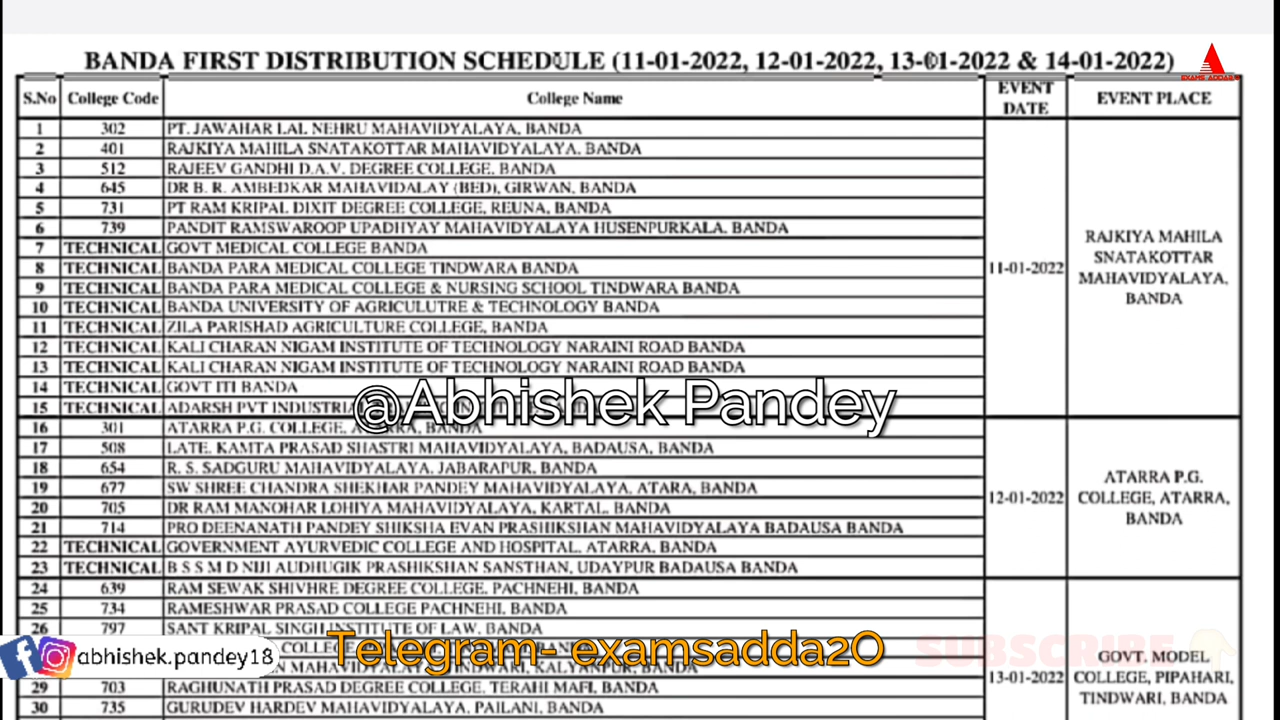 BANDA FIRST DISTRIBUTION SCHEDULE (11-01-2022, 12-01-2022, 13-01-2022 & 14-01-2022)
S.No College Code College Name EVENT DATE EVENT PLACE
1 302 PT. JAWAHAR LAL NEHRU MAHAVIDYALAYA, BANDA
2 401 RAJKIYA MAHILA SNATAKOTTAR MAHAVIDYALAYA, BANDA
3 512 RAJEEV GANDHI D.A.V. DEGREE COLLEGE, BANDA
4 645 DR B. R. AMBEDKAR MAHAVIDALAY (BED), GIRWAN, BANDA
5 731 PT RAM KRIPAL DIXIT DEGREE COLLEGE, REUNA, BANDA
6 739 PANDIT RAMSWAROOP UPADHYAY MAHAVIDYALAYA HUSENPURKALA, BANDA
7 TECHNICAL GOVT MEDICAL COLLEGE BANDA
8 TECHNICAL BANDA PARA MEDICAL COLLEGE TINDWARA BANDA
9 TECHNICAL BANDA PARA MEDICAL COLLEGE & NURSING SCHOOL TINDWARA BANDA
10 TECHNICAL BANDA UNIVERSITY OF AGRICULUTRE & TECHNOLOGY BANDA
11 TECHNICAL ZILA PARISHAD AGRICULTURE COLLEGE, BANDA
12 TECHNICAL KALI CHARAN NIGAM INSTITUTE OF TECHNOLOGY NARAINI ROAD BANDA
13 TECHNICAL KALI CHARAN NIGAM INSTITUTE OF TECHNOLOGY NARAINI ROAD BANDA
14 TECHNICAL GOVT ITI BANDA
15 TECHNICAL ADARSH PVT
11-01-2022
RAJKIYA MAHILA
SNATAKOTTAR
MAHAVIDYALAYA,
BANDA
@Abhishek Pandey
16 301 ATARRA P.G. COLLEGE, ATARRA, BANDA
17 508 LATE. KAMTA PRASAD SHASTRI MAHAVIDYALAYA, BADAUSA, BANDA
18 654 R. S. SADGURU MAHAVIDYALAYA, JABARAPUR, BANDA
19 677 SW SHREE CHANDRA SHEKHAR PANDEY MAHAVIDYALAYA, ATARA, BANDA
20 705 DR RAM MANOHAR LOHIYA MAHAVIDYALAYA, KARTAL, BANDA
21 714 PRO DEENANATH PANDEY SHIKSHA EVAN PRASHIKSHAN MAHAVIDYALAYA BADAUSA BANDA
22 TECHNICAL GOVERNMENT AYURVEDIC COLLEGE AND HOSPITAL, ATARRA, BANDA
23 TECHNICAL B S S M D NIJI AUDHUGIK PRASHIKSHAN SANSTHAN, UDAYPUR BADAUSA BANDA
12-01-2022
ATARRA P.G.
COLLEGE, ATARRA,
BANDA
24 639 RAM SEWAK SHIVHRE DEGREE COLLEGE, PACHNEHI, BANDA
25 734 RAMESHWAR PRASAD COLLEGE PACHNEHI, BANDA
26 797 SANT KRIPAL SINGH INSTITUTE OF LAW, BANDA
MAHAVIDYALAYA, KALYANPUR, BANDA
29 703 RAGHUNATH PRASAD DEGREE COLLEGE, TERAHI MAFI, BANDA
30 735 GURUDEV HARDEV MAHAVIDYALAYA, PAILANI, BANDA
13-01-2022
GOVT. MODEL
COLLEGE, PIPAHARI,
TINDWARI, BANDA
abhishek.pandey18
Telegram- examsadda20
SUBSCRIBE